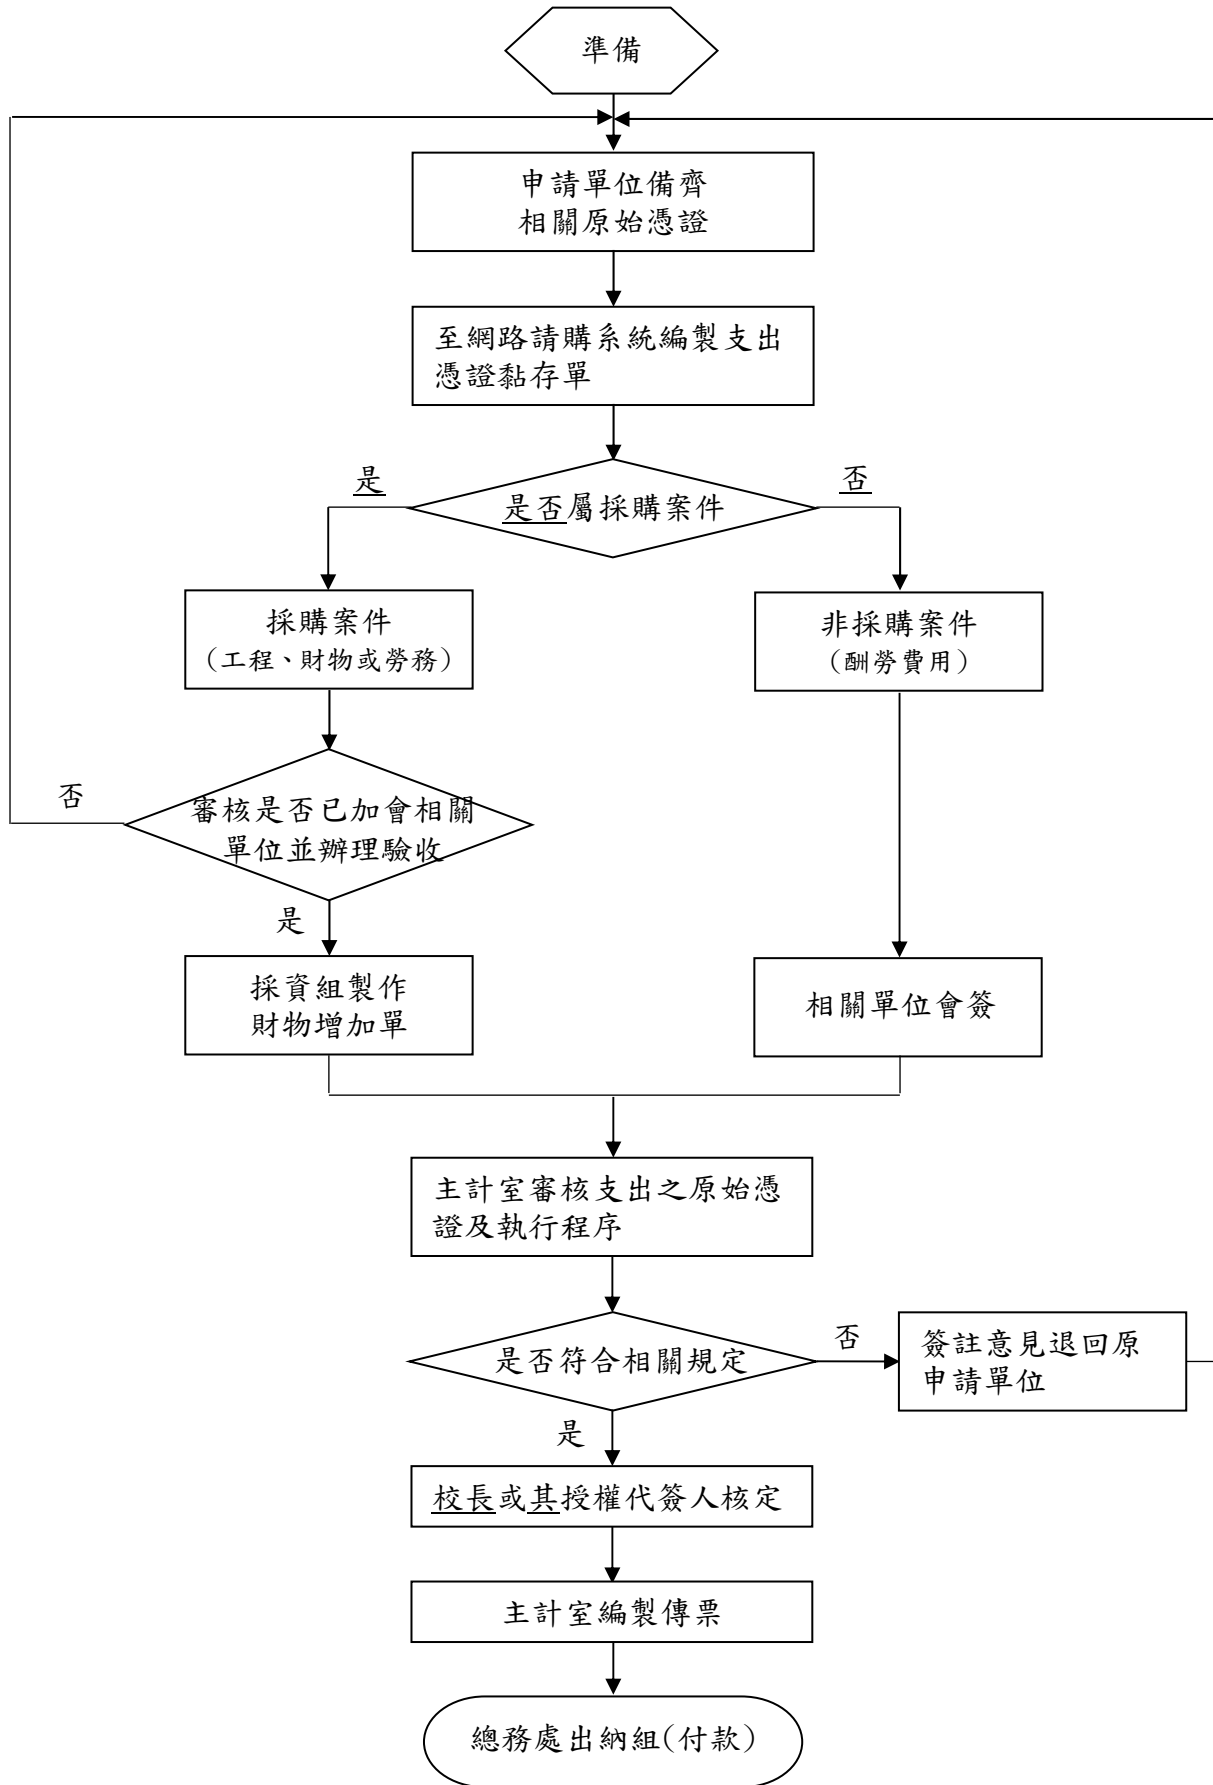 準備
申請單位備齊
相關原始憑證
至網路請購系統編製支出
憑證黏存單
是
否
是否屬採購案件
採購案件
（工程、財物或勞務）
非採購案件
（酬勞費用）
否
審核是否已加會相關
單位並辦理驗收
是
採資組製作
財物增加單
相關單位會簽
主計室審核支出之原始憑
證及執行程序
是否符合相關規定
否
簽註意見退回原
申請單位
是
校長或其授權代簽人核定
主計室編製傳票
總務處出納組(付款)